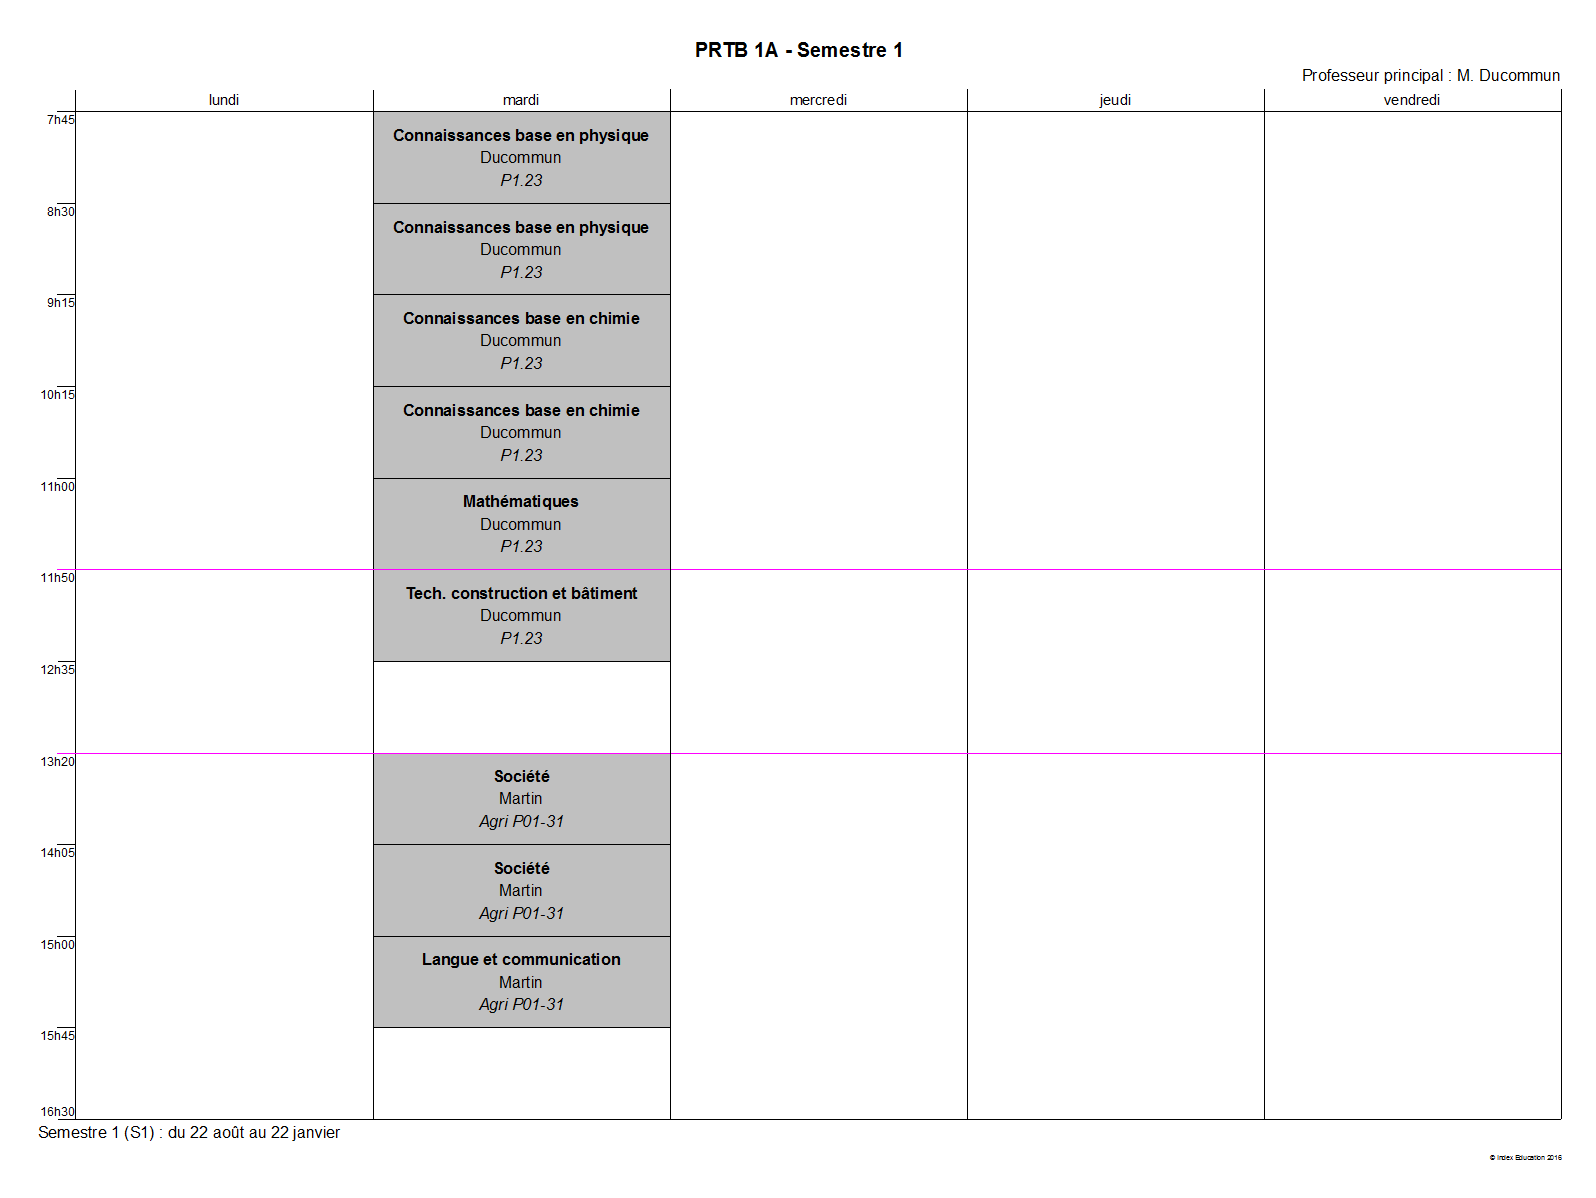 PRTB 1A - Semestre 1
Professeur principal : M. Ducommun
lundi mardi mercredi jeudi vendredi
7h45
Connaissances base en physique
Ducommun
P1.23
8h30
Connaissances base en physique
Ducommun
P1.23
9h15
Connaissances base en chimie
Ducommun
P1.23
10h15
Connaissances base en chimie
Ducommun
P1.23
11h00
Mathématiques
Ducommun
P1.23
11h50
Tech. construction et bâtiment
Ducommun
P1.23
12h35
13h20
Société
Martin
Agri P01-31
14h05
Société
Martin
Agri P01-31
15h00
Langue et communication
Martin
Agri P01-31
15h45
16h30
Semestre 1 (S1) : du 22 août au 22 janvier
© Index Education 2016